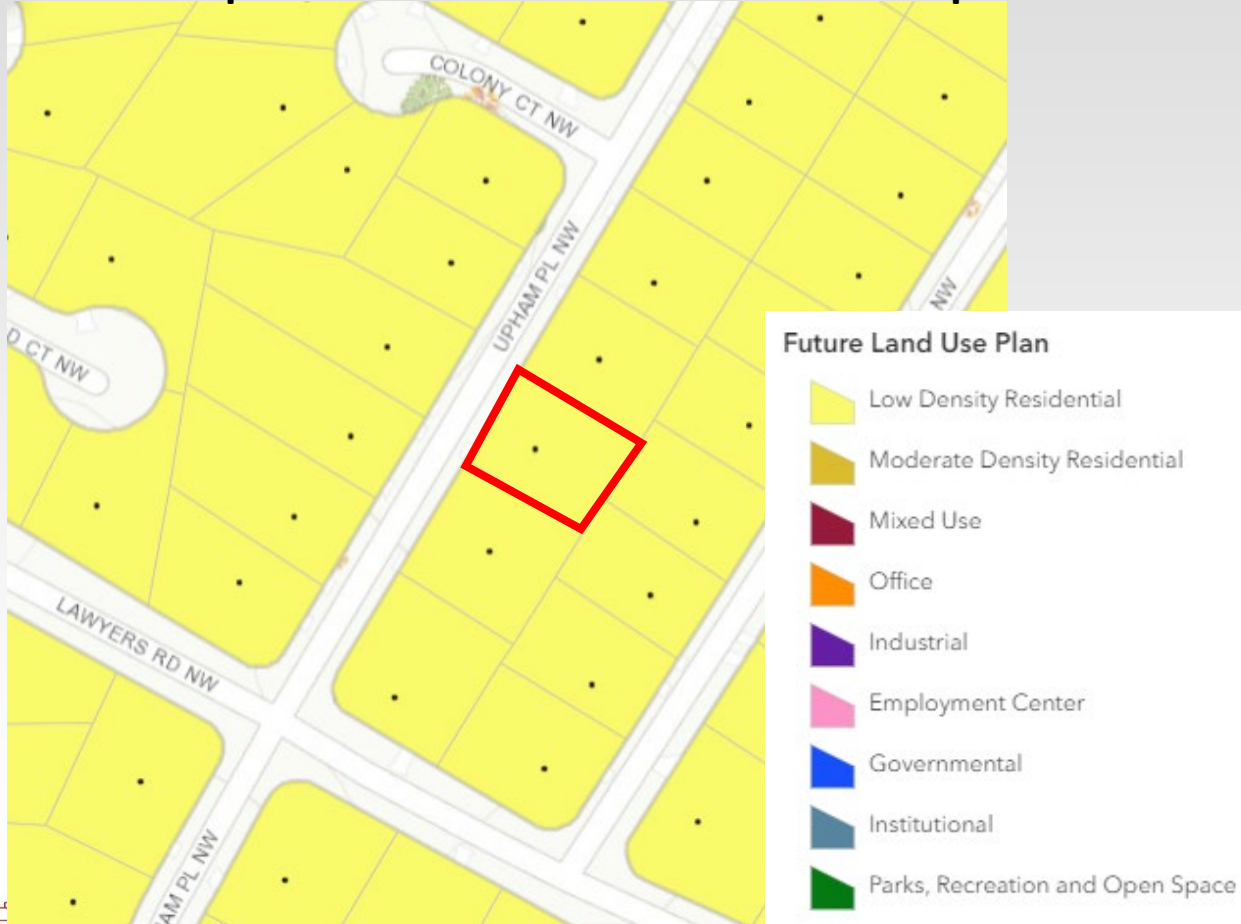 COLONY CT NW
UPHAM PL NW
NW
D CT NW
LAWYERS RD NW
AM PL NW
Future Land Use Plan
Low Density Residential
Moderate Density Residential
Mixed Use
Office
Industrial
Employment Center
Governmental
Institutional
Parks, Recreation and Open Space